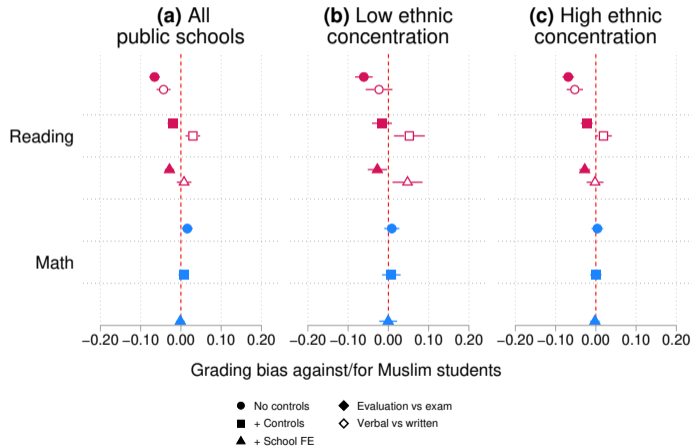 (a) All
public schools
(b) Low ethnic
concentration
(c) High ethnic
concentration
Reading
Math
−0.20 −0.10 0.00 0.10 0.20
−0.20 −0.10 0.00 0.10 0.20
−0.20 −0.10 0.00 0.10 0.20
Grading bias against/for Muslim students
No controls
Evaluation vs exam
+ Controls
Verbal vs written
+ School FE